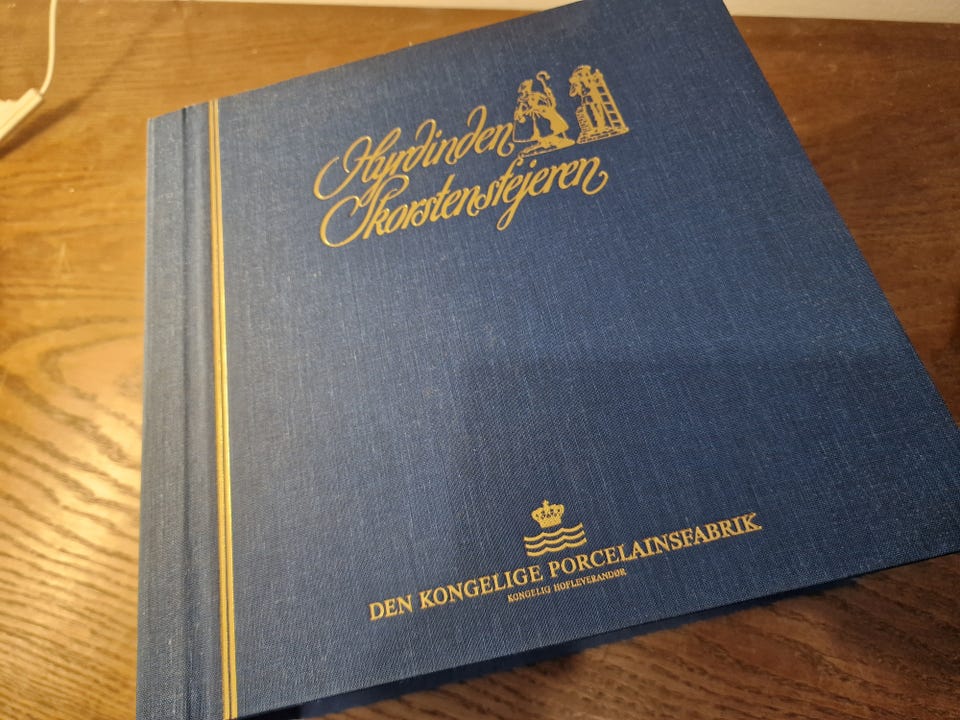 Hyrdinden
Skorstensfejeren
DEN KONGELIGE PORCELAINSFABRIK
KONGELIG HOFLEVERANDØR